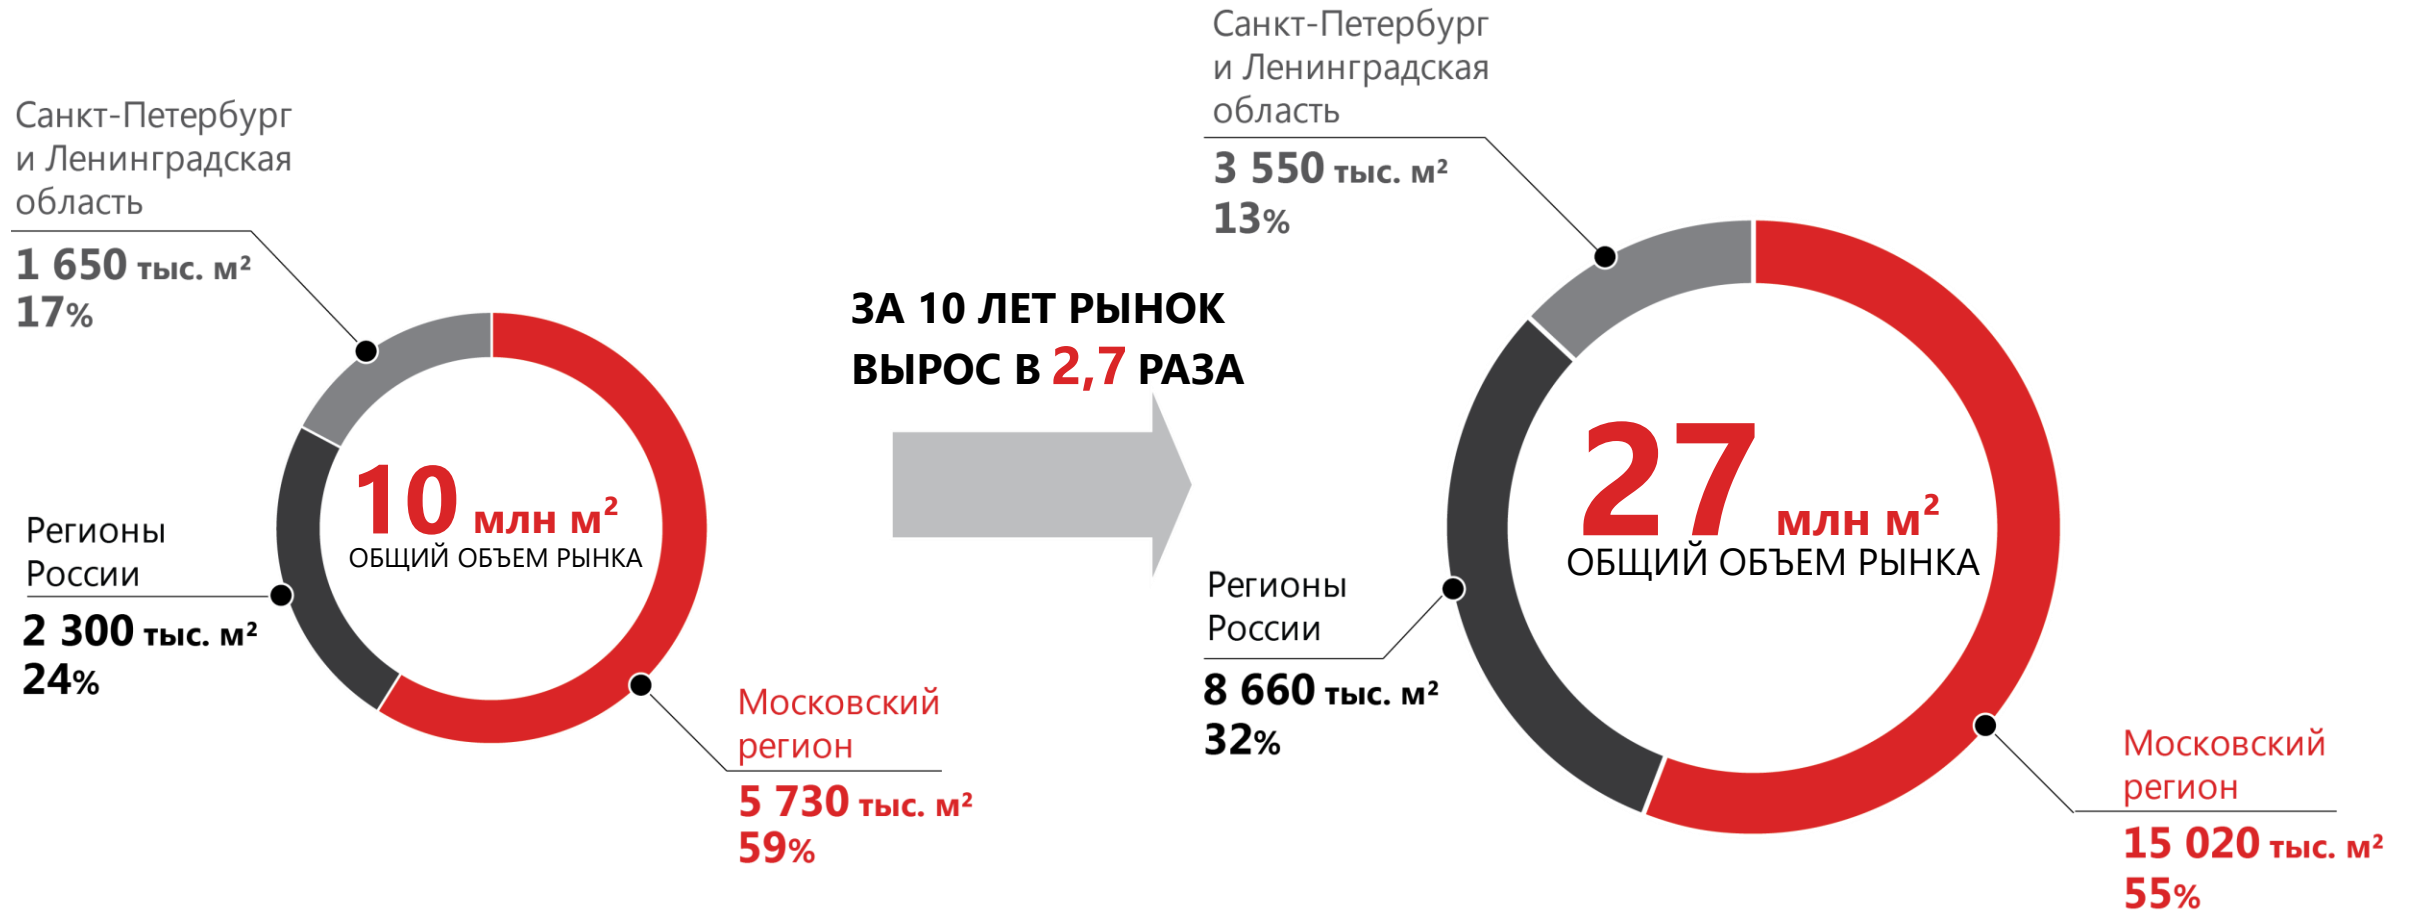 Санкт-Петербург
и Ленинградская
область
1 650 тыс. м²
17%
Регионы
России
2 300 тыс. м²
24%
10 млн м²
ОБЩИЙ ОБЪЕМ РЫНКА
Московский
регион
5 730 тыс. м²
59%
ЗА 10 ЛЕТ РЫНОК
ВЫРОС В 2,7 РАЗА
Санкт-Петербург
и Ленинградская
область
3 550 тыс. м²
13%
Регионы
России
8 660 тыс. м²
32%
27 млн м²
ОБЩИЙ ОБЪЕМ РЫНКА
Московский
регион
15 020 тыс. м²
55%